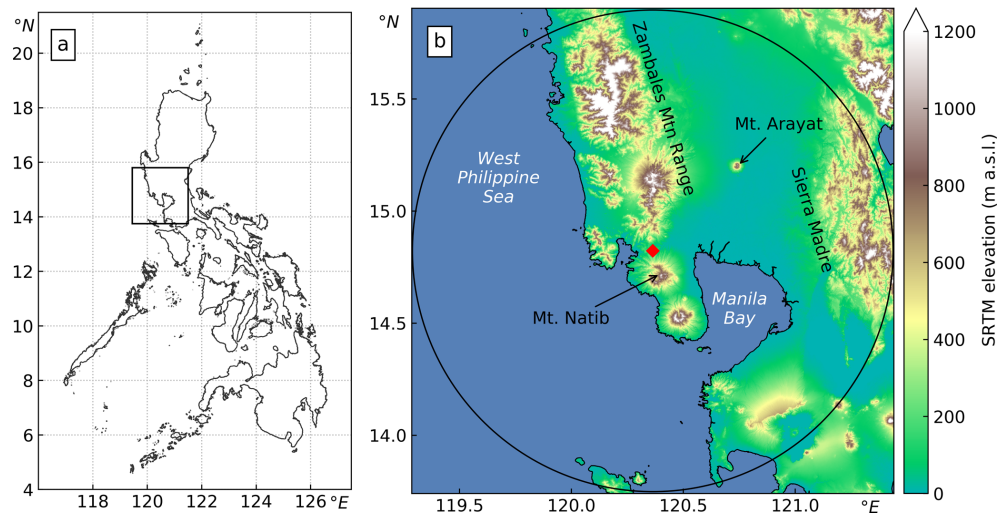 °N
a
20
18
16
14
12
10
8
6
4
118
120
122
124
126
°E
°N
b
15.5
15.0
14.5
14.0
119.5
120.0
120.5
121.0
°E
Zambales Mtn Range
Mt. Arayat
West
Philippine
Sea
Sierra Madre
Manila
Bay
Mt. Natib
1200
1000
800
600
400
200
0
SRTM elevation (m a.s.l.)